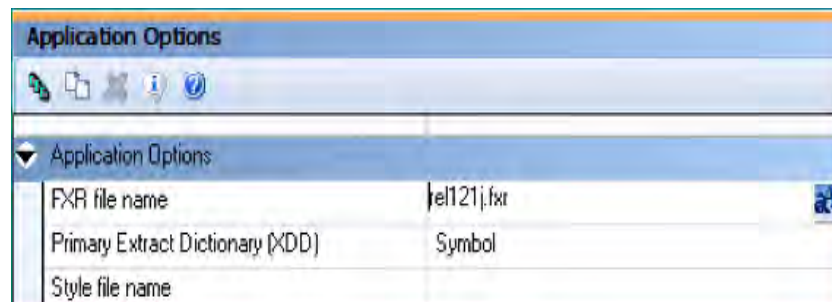 Application Options
Application Options
FXR file name rel121j.fxr
Primary Extract Dictionary (XDD) Symbol
Style file name